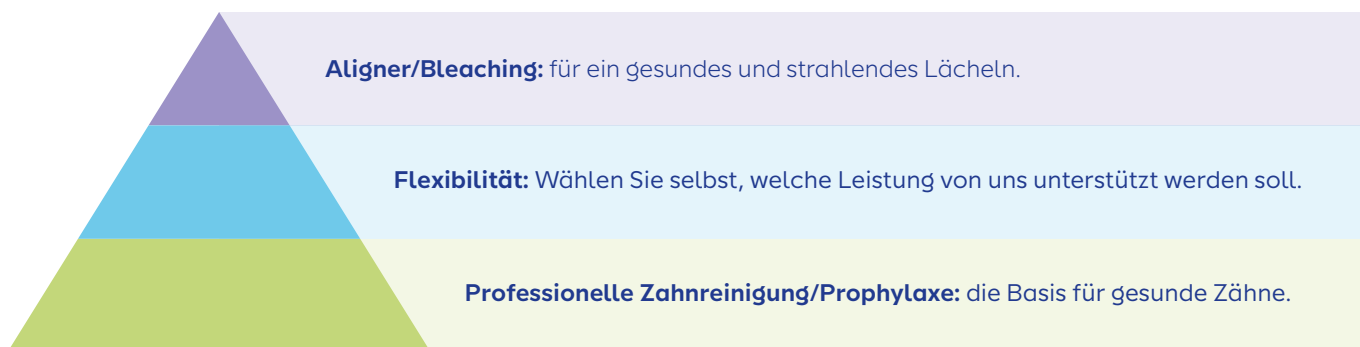 Aligner/Bleaching: für ein gesundes und strahlendes Lächeln.
Flexibilität: Wählen Sie selbst, welche Leistung von uns unterstützt werden soll.
Professionelle Zahnreinigung/Prophylaxe: die Basis für gesunde Zähne.